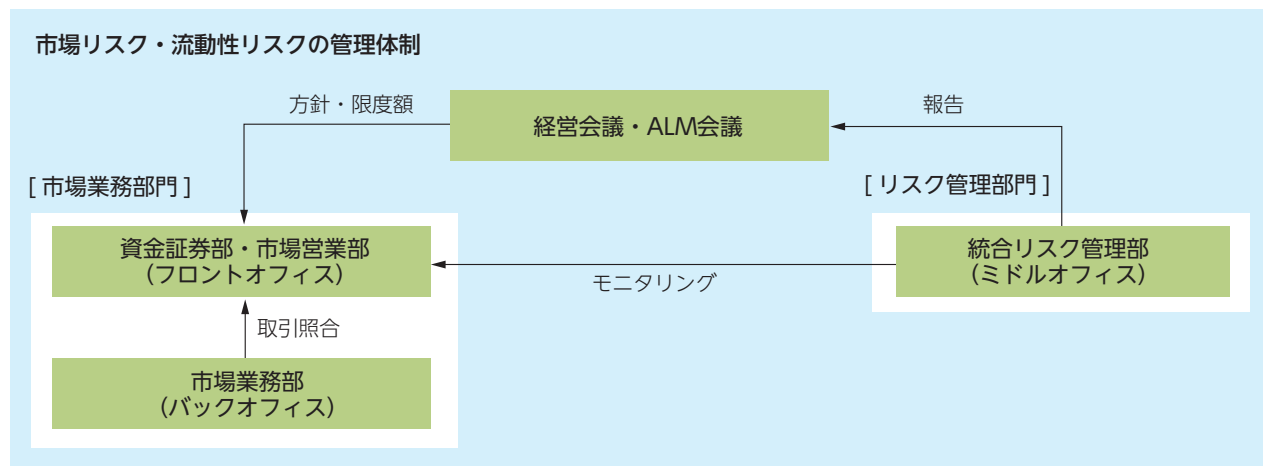 市場リスク・流動性リスクの管理体制
方針・限度額
経営会議・ALM会議
報告
[ 市場業務部門 ]
[ リスク管理部門 ]
資金証券部・市場営業部
(フロントオフィス)
モニタリング
統合リスク管理部
(ミドルオフィス)
取引照合
市場業務部
(バックオフィス)